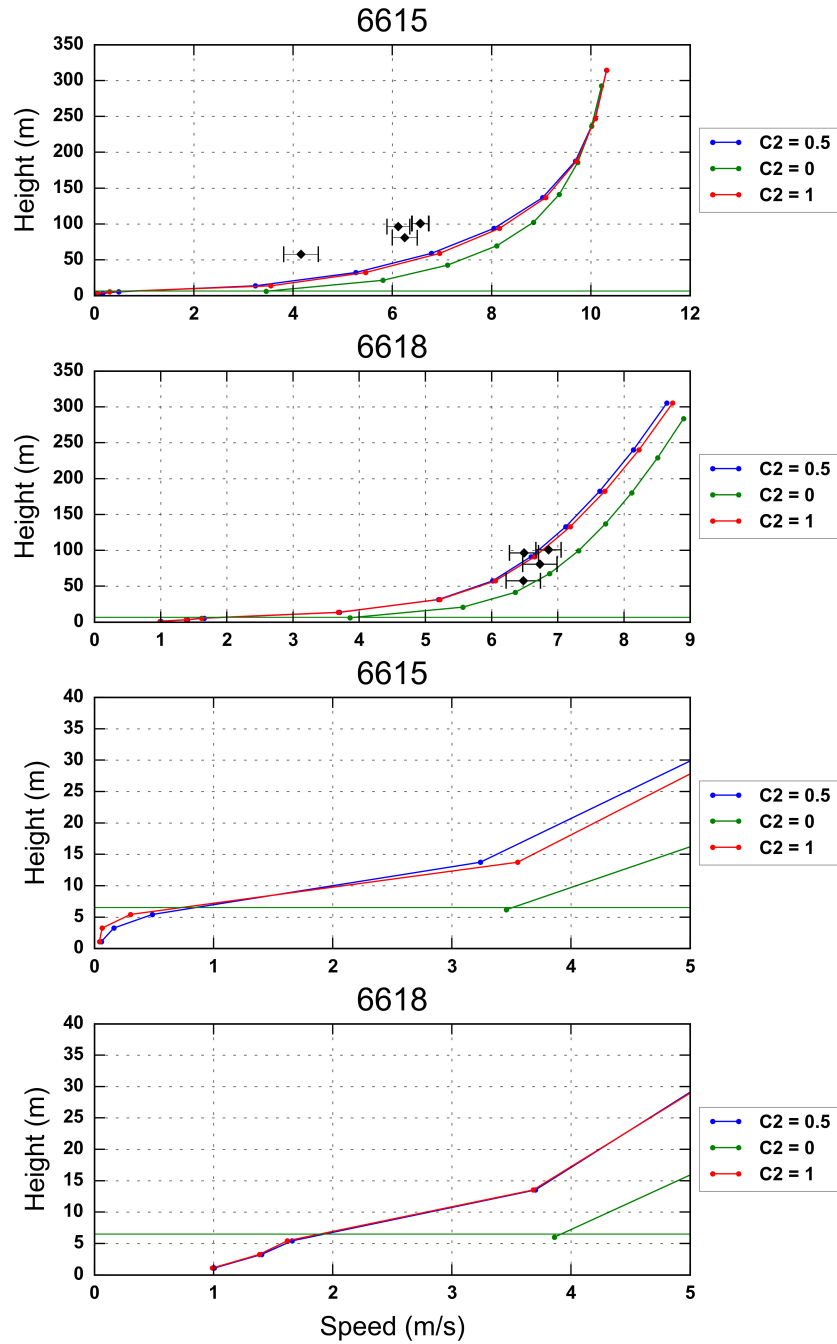 6615
350
300
250
200
150
100
50
0
Height (m)
0 2 4 6 8 10 12
C2 = 0.5
C2 = 0
C2 = 1
6618
350
300
250
200
150
100
50
0
Height (m)
0 1 2 3 4 5 6 7 8 9
C2 = 0.5
C2 = 0
C2 = 1
6615
40
35
30
25
20
15
10
5
0
Height (m)
0 1 2 3 4 5
C2 = 0.5
C2 = 0
C2 = 1
6618
40
35
30
25
20
15
10
5
0
Height (m)
0 1 2 3 4 5
C2 = 0.5
C2 = 0
C2 = 1
Speed (m/s)